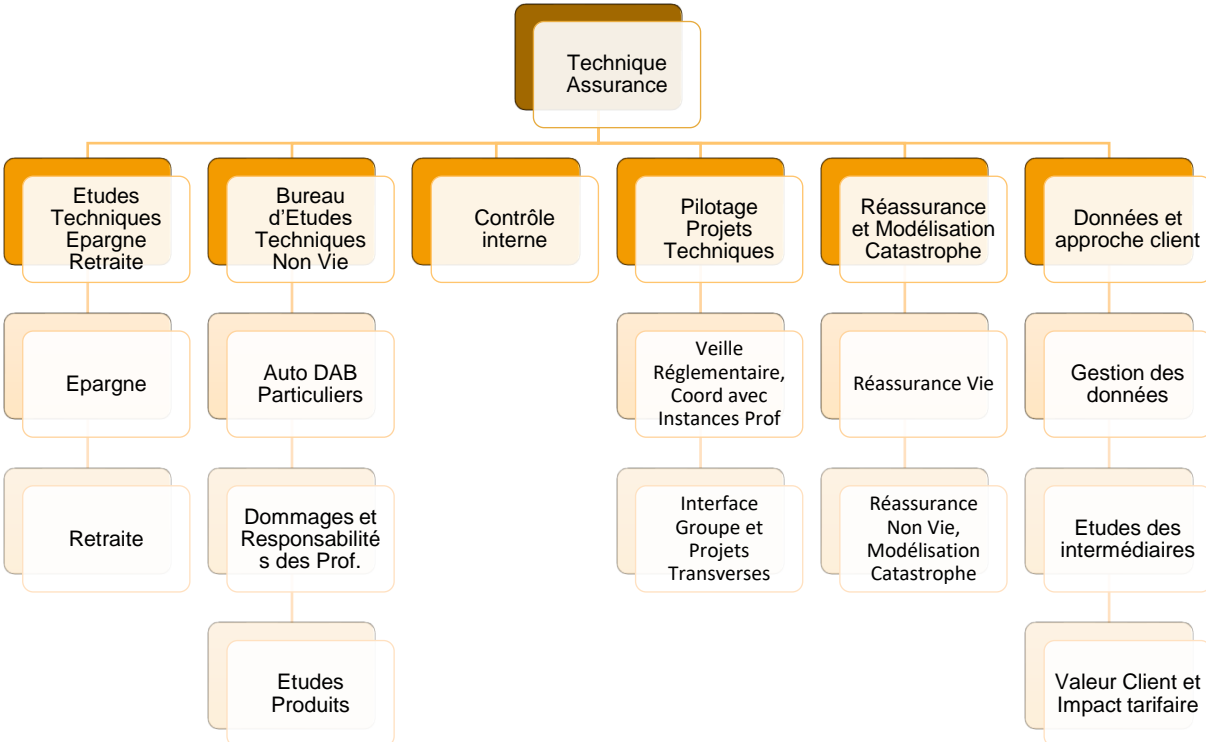 Technique
Assurance
Etudes
Techniques
Epargne
Retraite
Bureau
d’Etudes
Techniques
Non Vie
Contrôle
interne
Pilotage
Projets
Techniques
Réassurance
et Modélisation
Catastrophe
Données et
approche client
Epargne
Auto DAB
Particuliers
Veille
Réglementaire,
Coord avec
Instances Prof
Réassurance Vie
Gestion des
données
Retraite
Dommages et
Responsabilité
s des Prof.
Interface
Groupe et
Projets
Transverses
Réassurance
Non Vie,
Modélisation
Catastrophe
Etudes des
intermédiaires
Etudes
Produits
Valeur Client et
Impact tarifaire